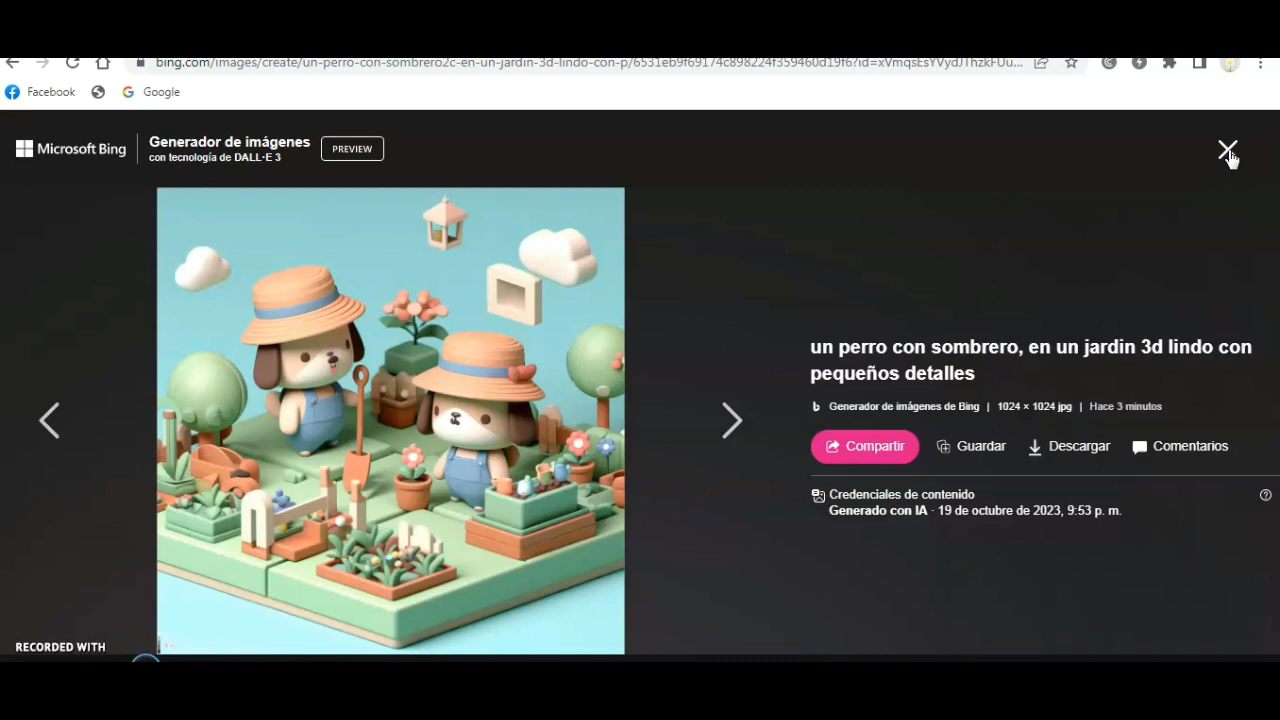 bing.com/images/create/un-perro-con-sombrero2c-en-un-jardin-3d-lindo-con-p/6531eb9f69174c898224f359460d19f6?id=xVmqsEsYVydJThzkFUu...
Facebook
Google
Microsoft Bing
Generador de imágenes
con tecnología de DALL·E 3
PREVIEW
un perro con sombrero, en un jardin 3d lindo con
pequeños detalles
Generador de imágenes de Bing | 1024 × 1024 jpg | Hace 3 minutos
Compartir
Guardar
Descargar
Comentarios
Credenciales de contenido
Generado con IA · 19 de octubre de 2023, 9:53 p. m.
RECORDED WITH